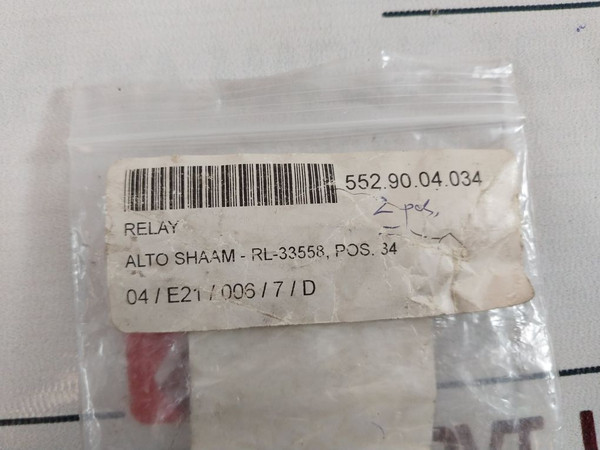 552.90.04.034
2 pcs,
RELAY
ALTO SHAAM - RL-33558, POS. 34
04 / E21 / 006 / 7 / D